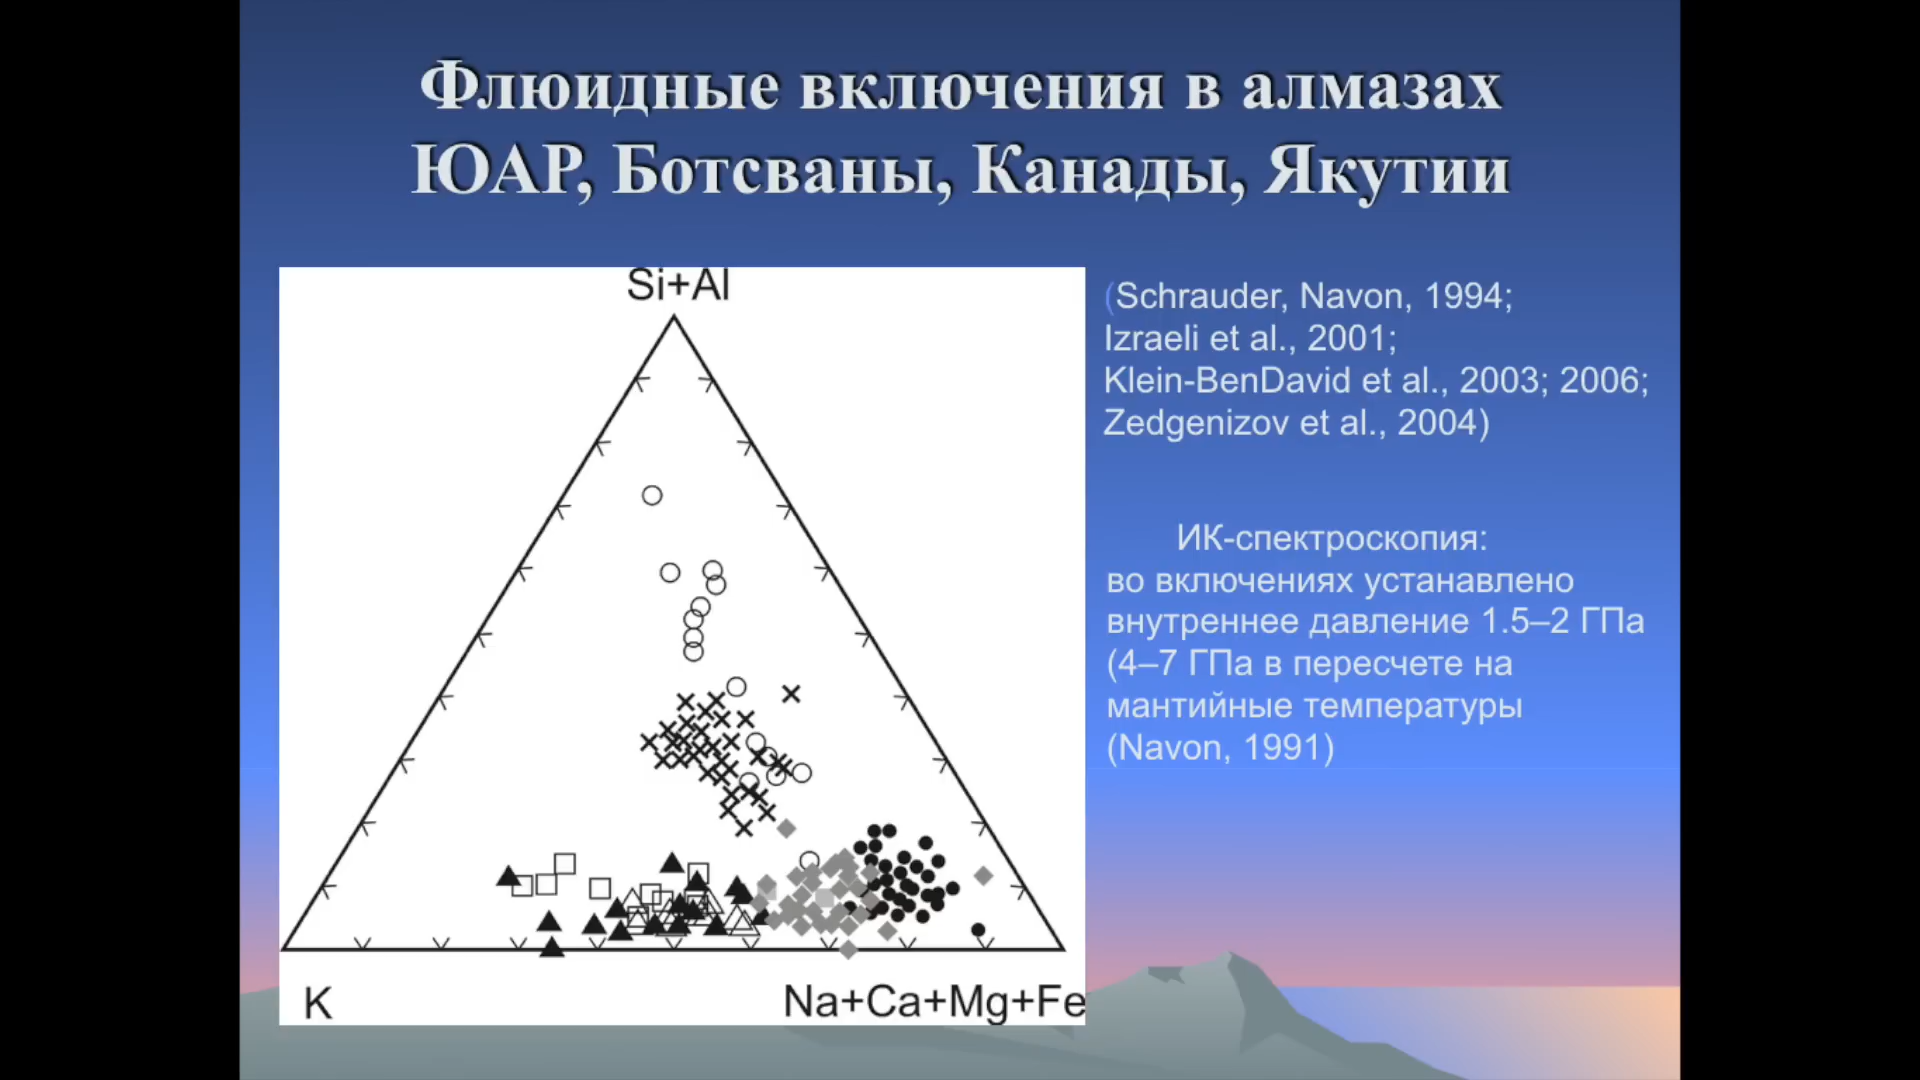 Флюидные включения в алмазах
ЮАР, Ботсваны, Канады, Якутии
Si+Al
K
Na+Ca+Mg+Fe
(Schrauder, Navon, 1994;
Izraeli et al., 2001;
Klein-BenDavid et al., 2003; 2006;
Zedgenizov et al., 2004)
ИК-спектроскопия:
во включениях установлено
внутреннее давление 1.5–2 ГПа
(4–7 ГПа в пересчете на
мантийные температуры
(Navon, 1991)